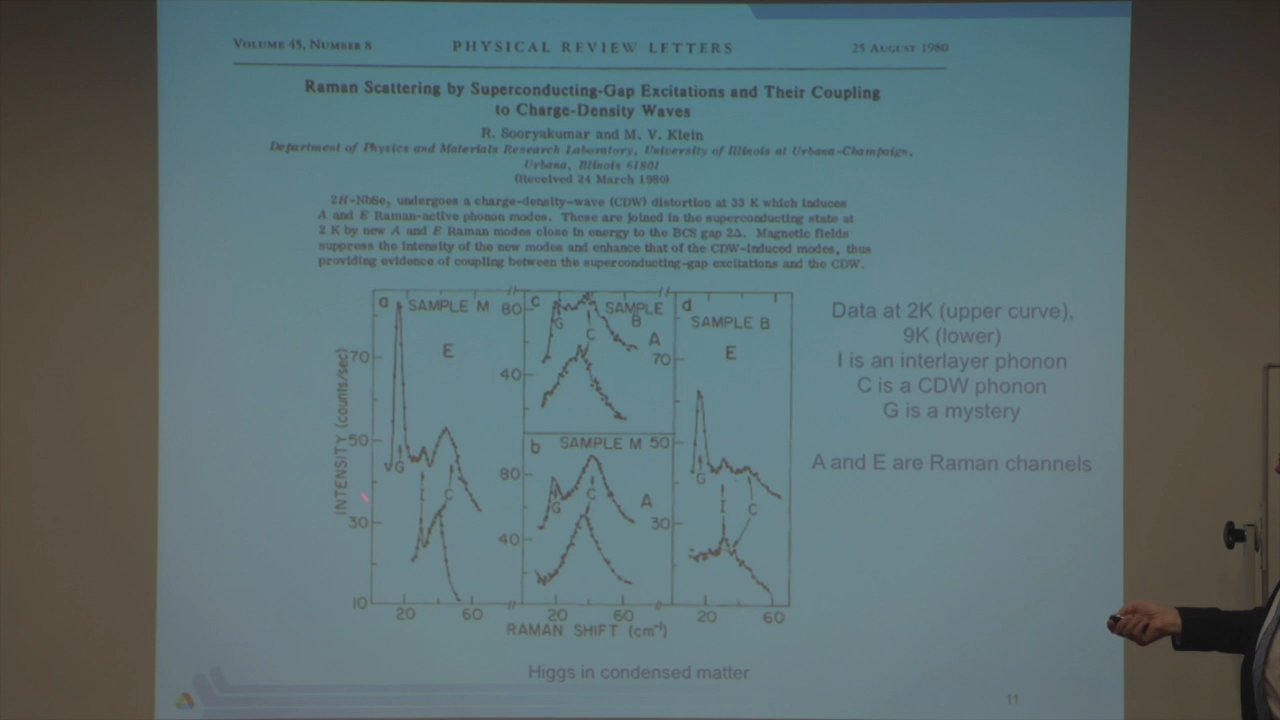 VOLUME 45, NUMBER 8 PHYSICAL REVIEW LETTERS 25 AUGUST 1980
Raman Scattering by Superconducting-Gap Excitations and Their Coupling
to Charge-Density Waves
R. Sooryakumar and M. V. Klein
Department of Physics and Materials Research Laboratory, University of Illinois at Urbana-Champaign,
Urbana, Illinois 61801
(Received 24 March 1980)
2H-NbSe₂ undergoes a charge-density-wave (CDW) distortion at 33 K which induces
A and E Raman-active phonon modes. These are joined in the superconducting state at
2 K by new A and E Raman modes close in energy to the BCS gap 2Δ. Magnetic fields
suppress the intensity of the new modes and enhance that of the CDW-induced modes, thus
providing evidence of coupling between the superconducting-gap excitations and the CDW.
a SAMPLE M
E
G
I
C
INTENSITY (counts/sec)
70
50
30
10
20 60
c SAMPLE
B
A
G
C
80
40
b SAMPLE M
A
G
C
80
40
20 60
d
SAMPLE B
E
G
I
C
70
50
30
20 60
RAMAN SHIFT (cm⁻¹)
Data at 2K (upper curve),
9K (lower)
I is an interlayer phonon
C is a CDW phonon
G is a mystery
A and E are Raman channels
Higgs in condensed matter
11